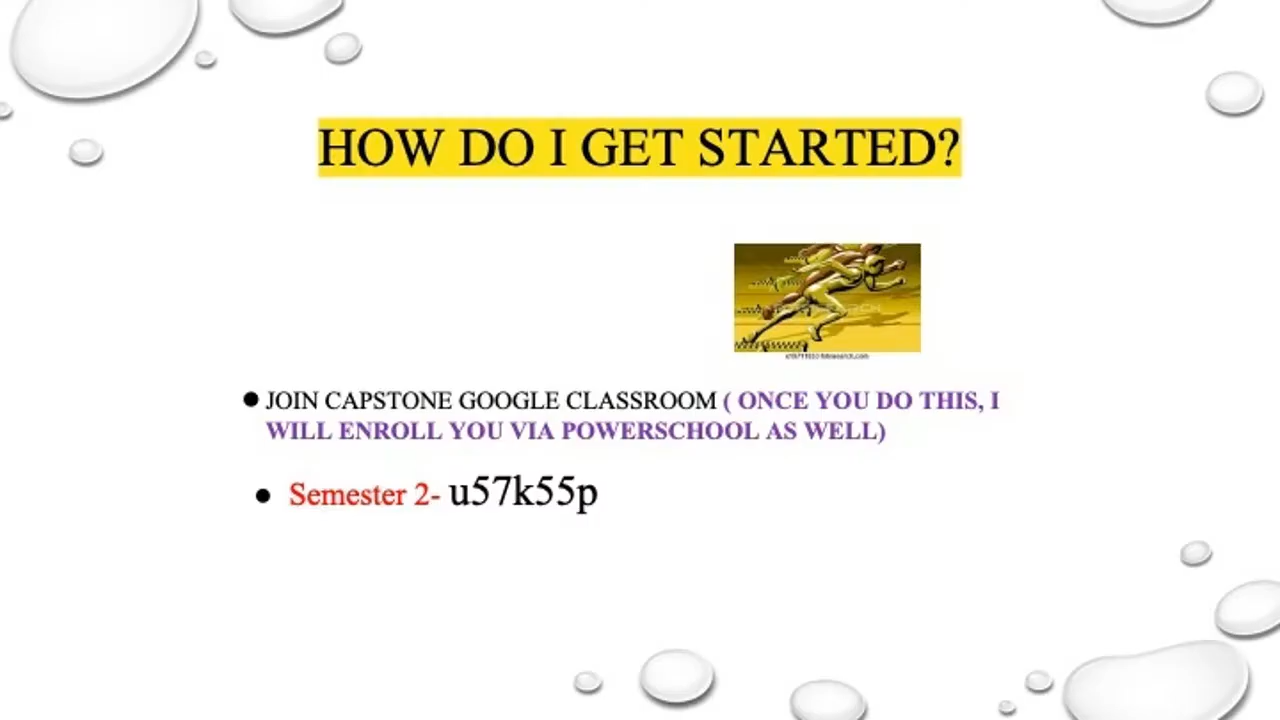 HOW DO I GET STARTED?
● JOIN CAPSTONE GOOGLE CLASSROOM ( ONCE YOU DO THIS, I
WILL ENROLL YOU VIA POWERSCHOOL AS WELL)
● Semester 2- u57k55p